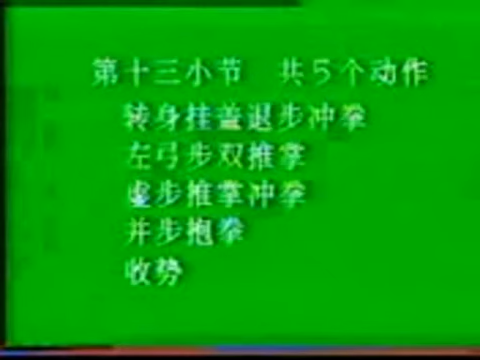 第十三小节 共5个动作
转身挂盖退步冲拳
左弓步双推掌
虚步推掌冲拳
并步抱拳
收势